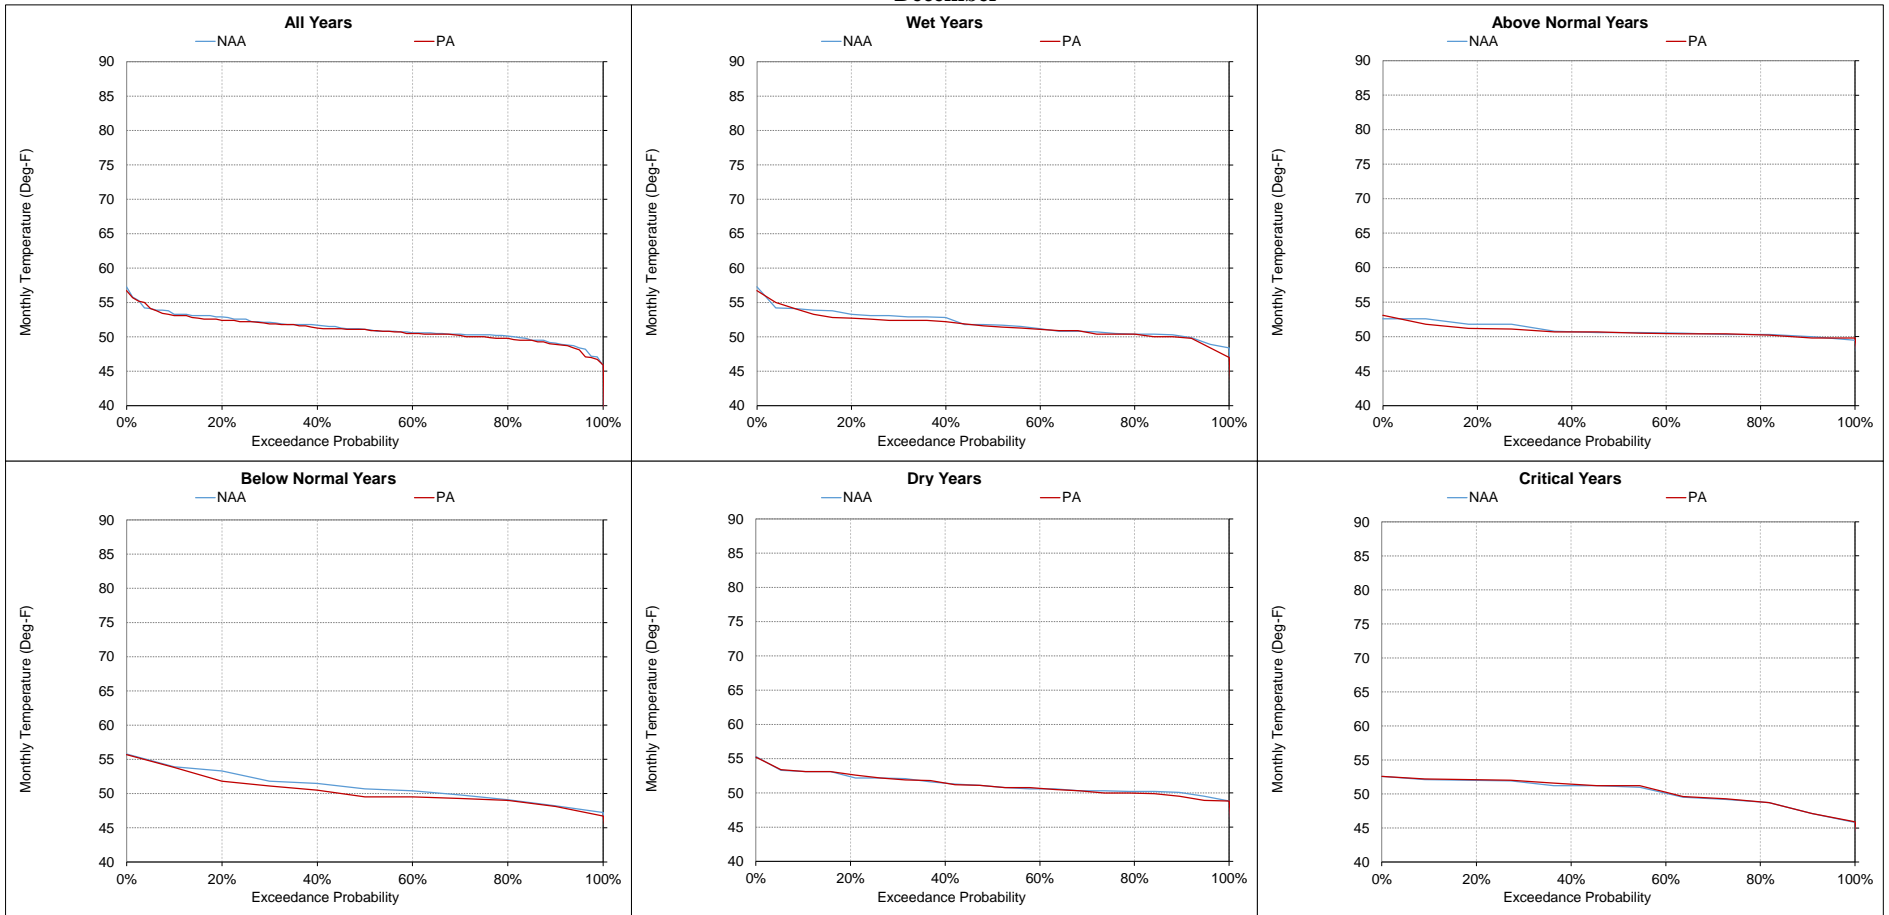 December
All Years
NAA PA
90
85
80
75
70
65
60
55
50
45
40
Monthly Temperature (Deg-F)
0% 20% 40% 60% 80% 100%
Exceedance Probability
Wet Years
NAA PA
90
85
80
75
70
65
60
55
50
45
40
Monthly Temperature (Deg-F)
0% 20% 40% 60% 80% 100%
Exceedance Probability
Above Normal Years
NAA PA
90
85
80
75
70
65
60
55
50
45
40
Monthly Temperature (Deg-F)
0% 20% 40% 60% 80% 100%
Exceedance Probability
Below Normal Years
NAA PA
90
85
80
75
70
65
60
55
50
45
40
Monthly Temperature (Deg-F)
0% 20% 40% 60% 80% 100%
Exceedance Probability
Dry Years
NAA PA
90
85
80
75
70
65
60
55
50
45
40
Monthly Temperature (Deg-F)
0% 20% 40% 60% 80% 100%
Exceedance Probability
Critical Years
NAA PA
90
85
80
75
70
65
60
55
50
45
40
Monthly Temperature (Deg-F)
0% 20% 40% 60% 80% 100%
Exceedance Probability